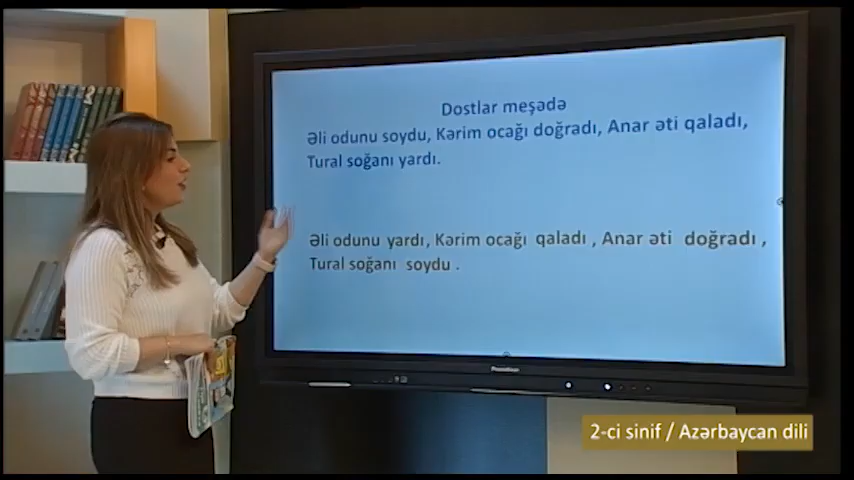 Dostlar meşədə
Əli odunu soydu, Kərim ocağı doğradı, Anar əti qaladı,
Tural soğanı yardı.
Əli odunu yardı, Kərim ocağı qaladı , Anar əti doğradı ,
Tural soğanı soydu .
2-ci sinif / Azərbaycan dili